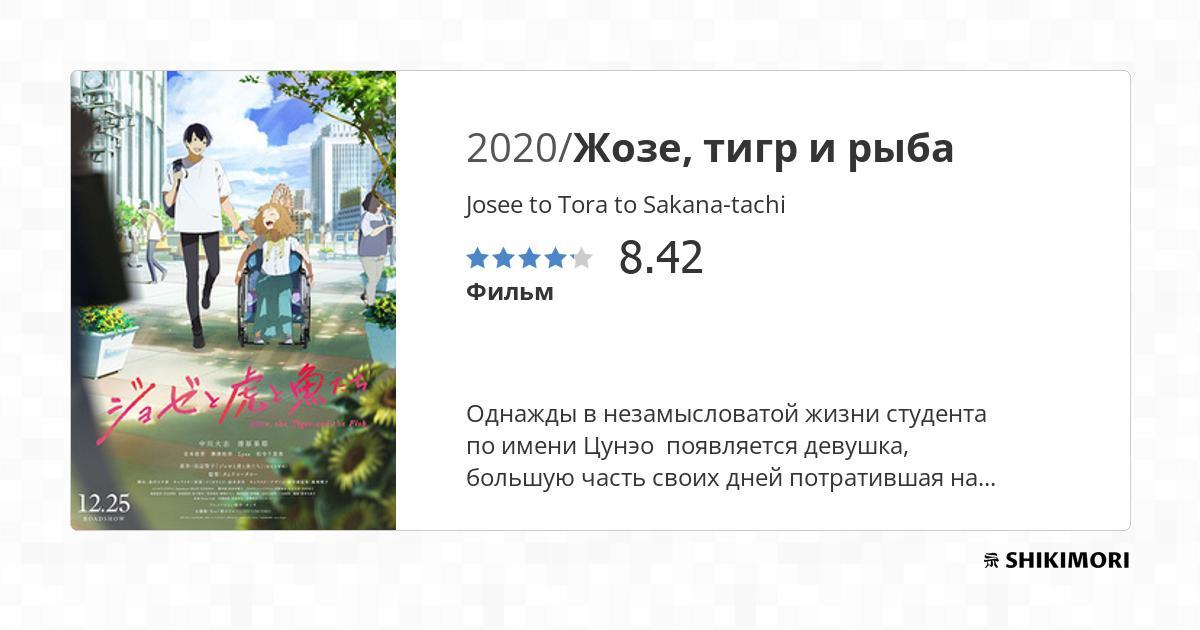 2020/Жозе, тигр и рыба
Josee to Tora to Sakana-tachi
8.42
Фильм
Однажды в незамысловатой жизни студента
по имени Цунэо появляется девушка,
большую часть своих дней потратившая на...
ジョゼと虎と魚たち
Josee, the Tiger and the Fish
中川大志 清原果耶
12.25
ROADSHOW
SHIKIMORI